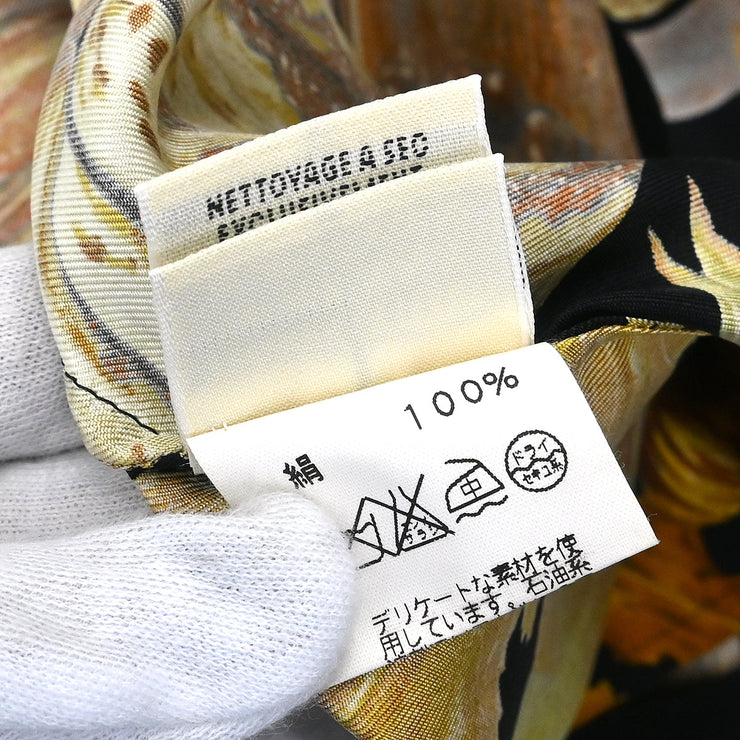 NETTOYAGE A SEC
EXCLUSIVEMENT
100%
絹
中
ドライ
セキユ系
デリケートな素材を使
用しています。石油系